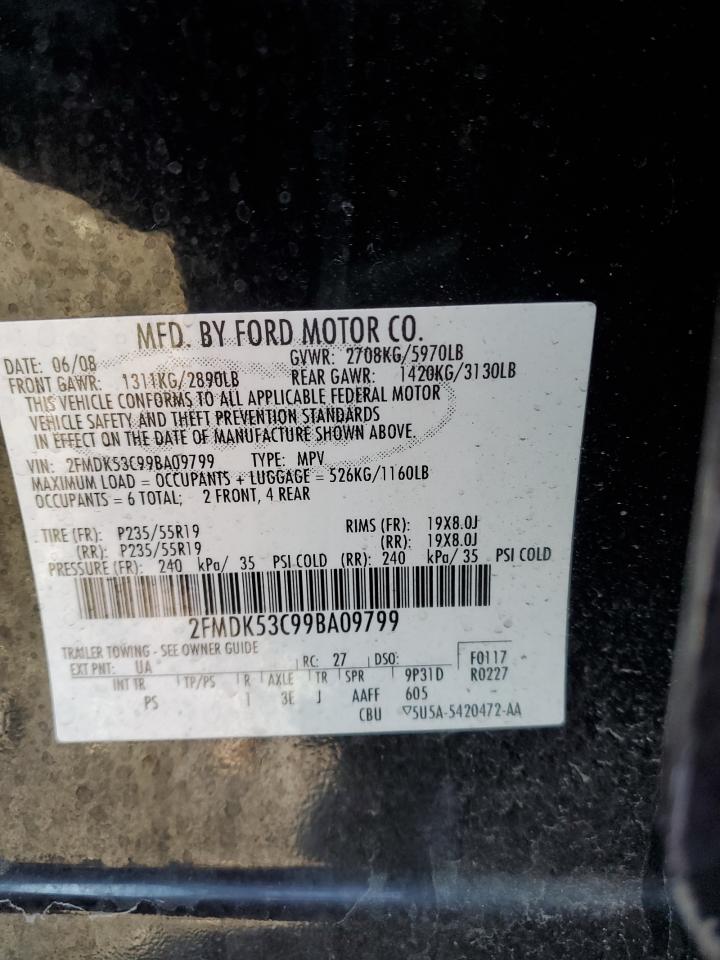 MFD. BY FORD MOTOR CO.
DATE: 06/08 GVWR: 2708KG/5970LB
FRONT GAWR: 1311KG/2890LB REAR GAWR: 1420KG/3130LB
THIS VEHICLE CONFORMS TO ALL APPLICABLE FEDERAL MOTOR
VEHICLE SAFETY AND THEFT PREVENTION STANDARDS
IN EFFECT ON THE DATE OF MANUFACTURE SHOWN ABOVE.
VIN: 2FMDK53C99BA09799 TYPE: MPV
MAXIMUM LOAD = OCCUPANTS + LUGGAGE = 526KG/1160LB
OCCUPANTS = 6 TOTAL; 2 FRONT, 4 REAR
TIRE (FR): P235/55R19 RIMS (FR): 19X8.0J
(RR): P235/55R19 (RR): 19X8.0J
PRESSURE (FR): 240 kPa/ 35 PSI COLD (RR): 240 kPa/ 35 PSI COLD
2FMDK53C99BA09799
TRAILER TOWING - SEE OWNER GUIDE
EXT PNT: UA RC: 27 DSO: F0117
INT TR TP/PS R AXLE TR SPR 9P31D R0227
PS 1 3E J AAFF 605
CBU ▽5U5A-5420472-AA